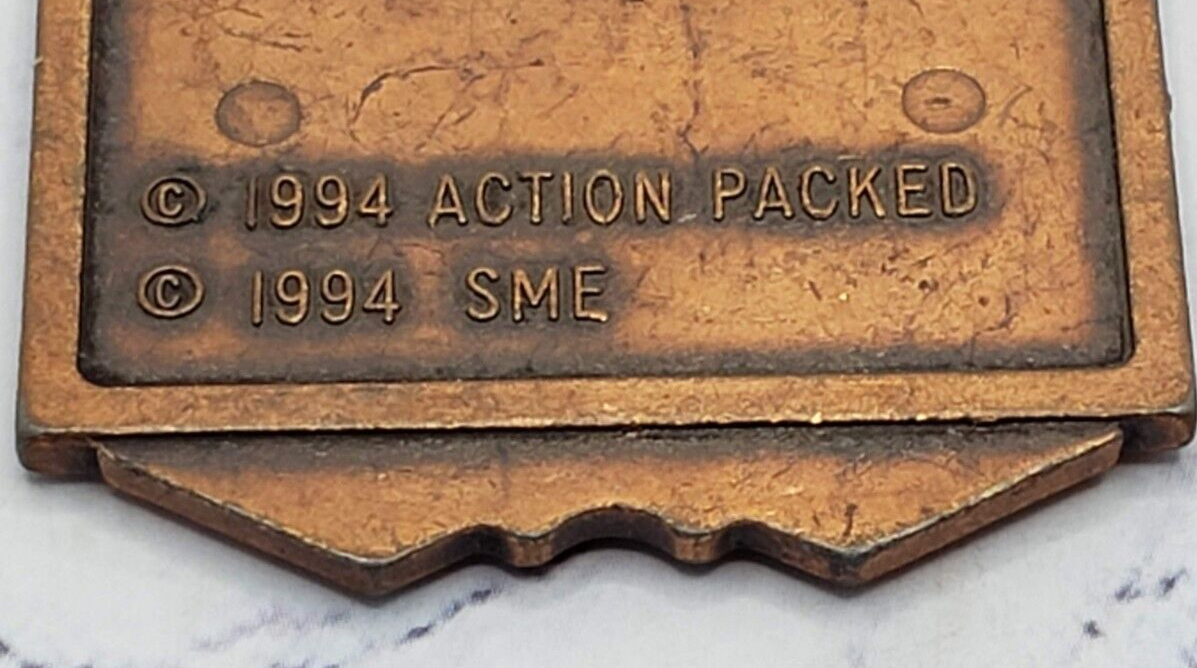 © 1994 ACTION PACKED
© 1994 SME